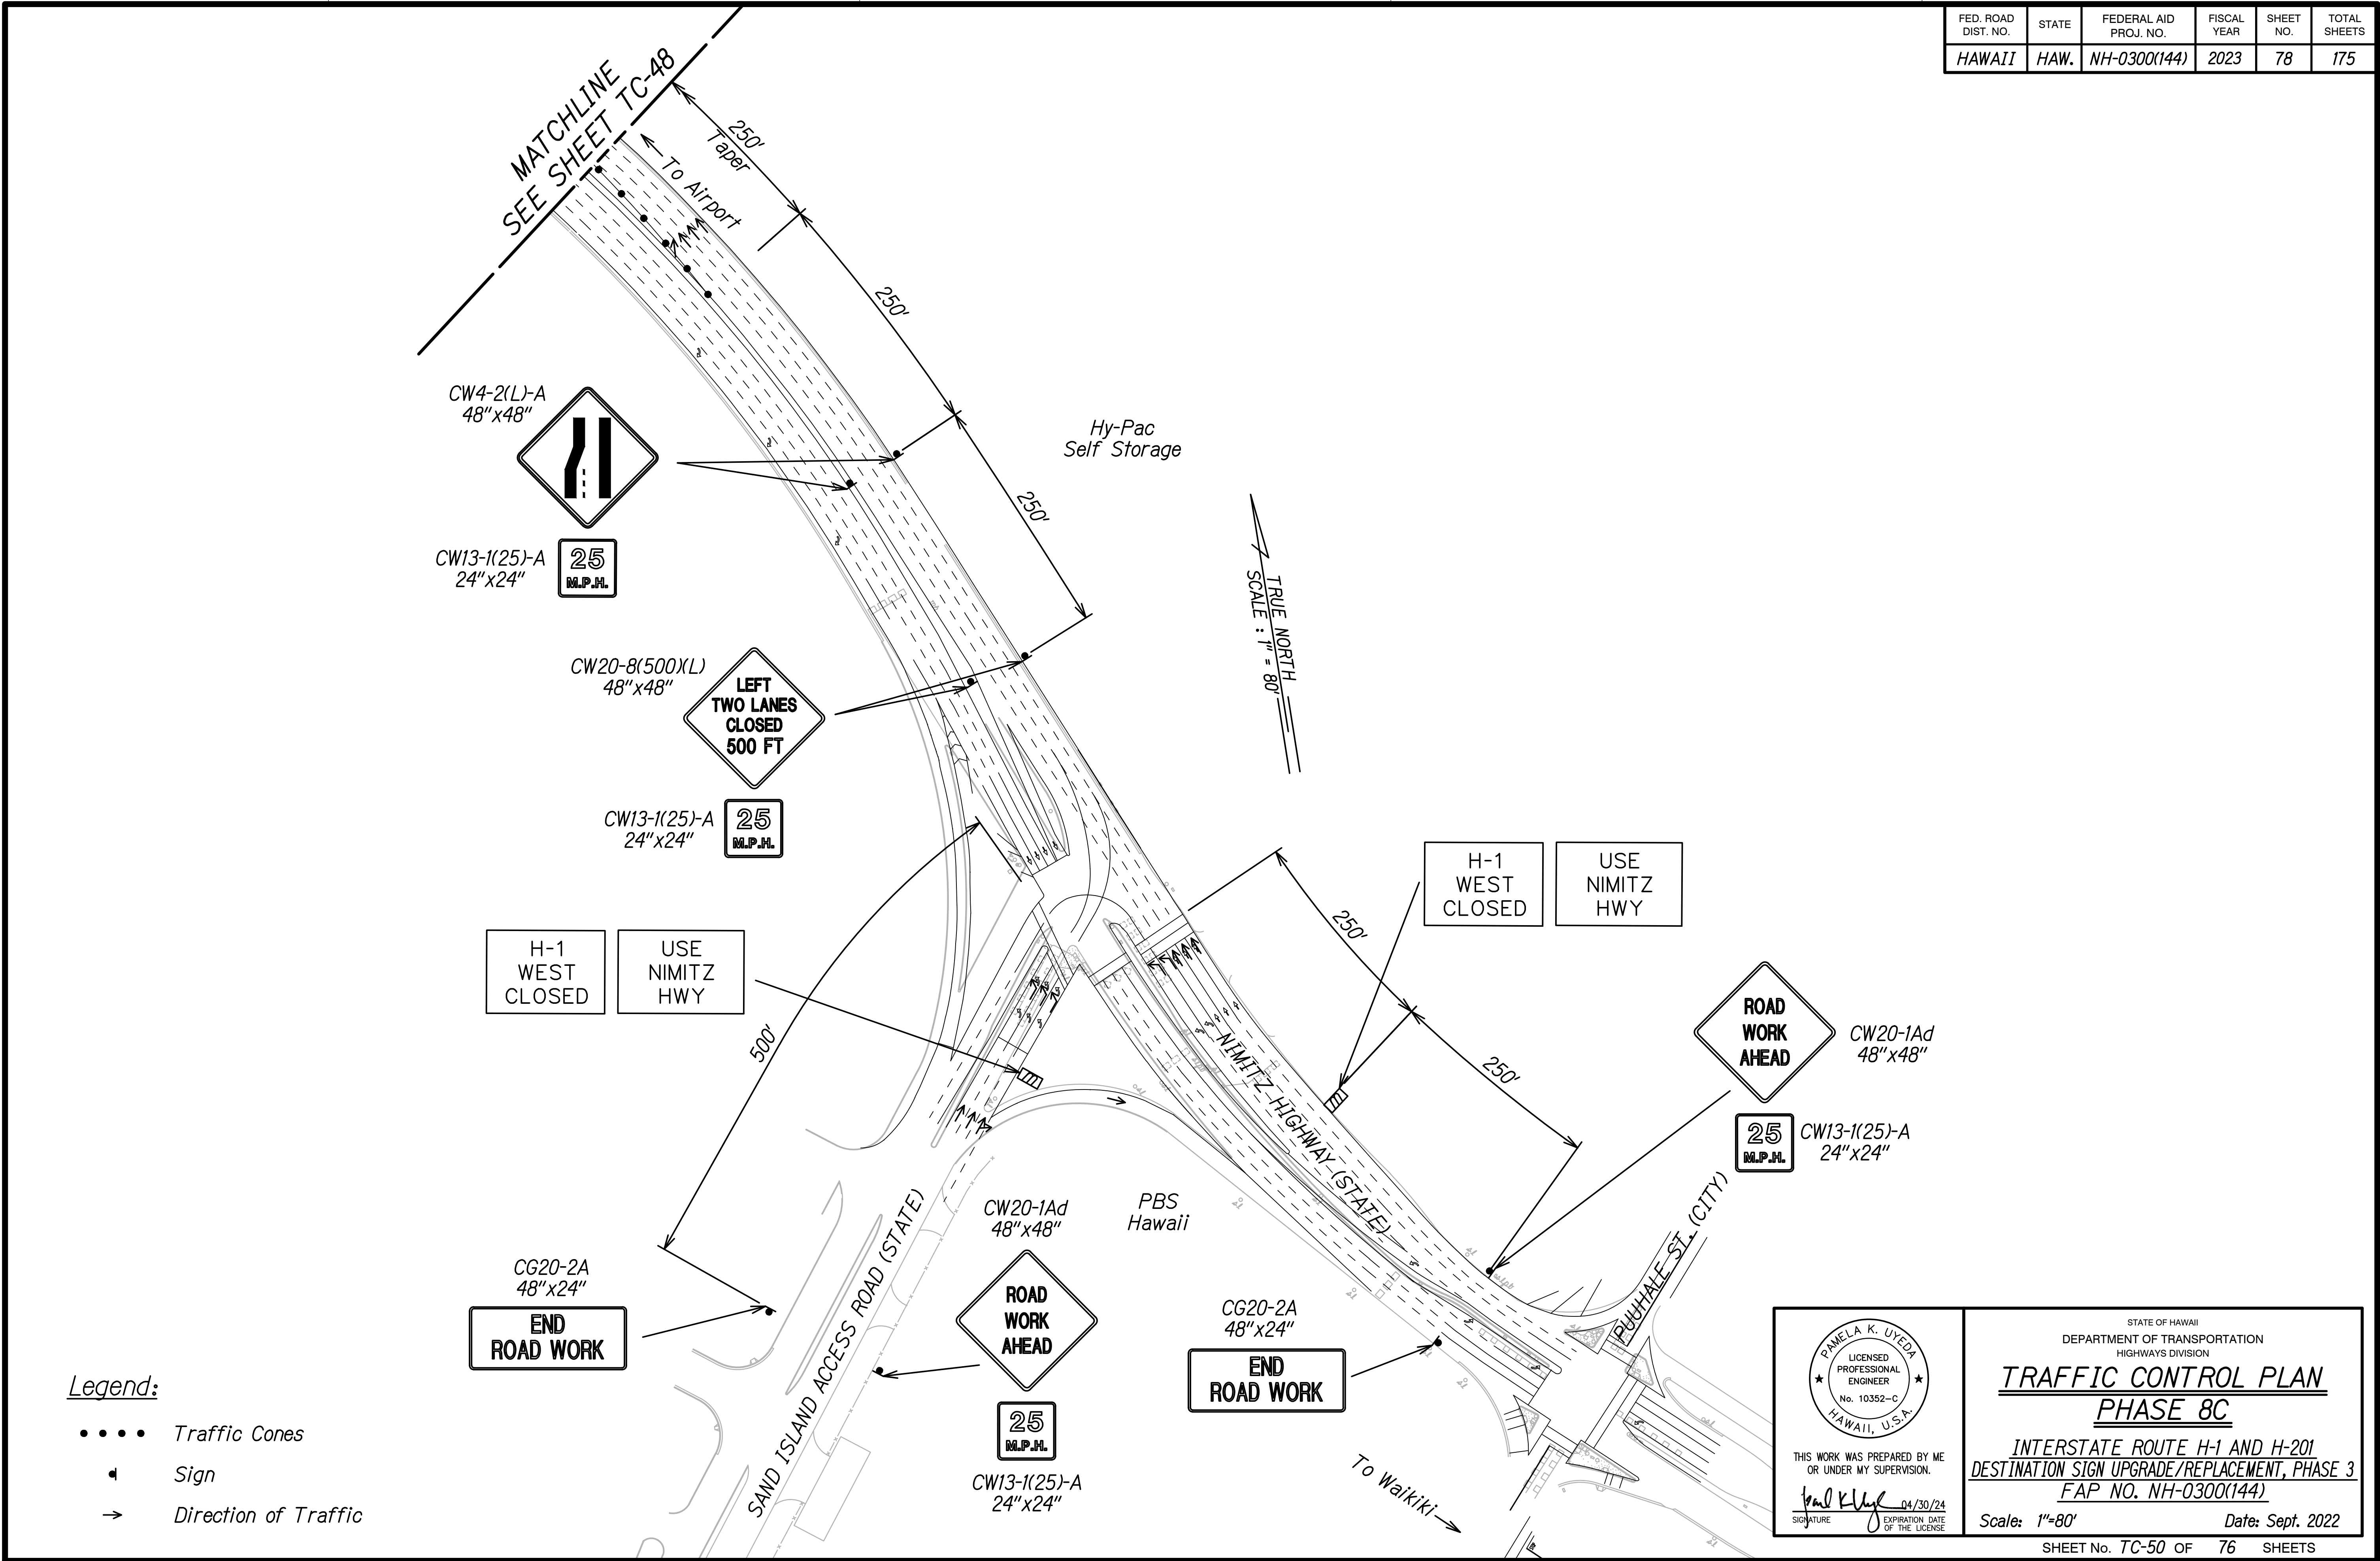 FED. ROAD
DIST. NO.
STATE
FEDERAL AID
PROJ. NO.
FISCAL
YEAR
SHEET
NO.
TOTAL
SHEETS
HAWAII
HAW.
NH-0300(144)
2023
78
175
MATCHLINE
SEE SHEET TC-48
250'
Taper
To Airport
250'
250'
CW4-2(L)-A
48"x48"
CW13-1(25)-A
24"x24"
25
M.P.H.
Hy-Pac
Self Storage
TRUE NORTH
SCALE : 1" = 80'
CW20-8(500)(L)
48"x48"
LEFT
TWO LANES
CLOSED
500 FT
CW13-1(25)-A
24"x24"
25
M.P.H.
H-1
WEST
CLOSED
USE
NIMITZ
HWY
500'
H-1
WEST
CLOSED
USE
NIMITZ
HWY
250'
250'
ROAD
WORK
AHEAD
CW20-1Ad
48"x48"
25
M.P.H.
CW13-1(25)-A
24"x24"
NIMITZ HIGHWAY (STATE)
PUUHALE ST. (CITY)
SAND ISLAND ACCESS ROAD (STATE)
PBS
Hawaii
CG20-2A
48"x24"
END
ROAD WORK
CW20-1Ad
48"x48"
ROAD
WORK
AHEAD
25
M.P.H.
CW13-1(25)-A
24"x24"
CG20-2A
48"x24"
END
ROAD WORK
To Waikiki
Legend:
Traffic Cones
Sign
Direction of Traffic
PAMELA K. UYEDA
LICENSED
PROFESSIONAL
ENGINEER
No. 10352-C
HAWAII, U.S.A.
THIS WORK WAS PREPARED BY ME
OR UNDER MY SUPERVISION.
04/30/24
SIGNATURE
EXPIRATION DATE
OF THE LICENSE
STATE OF HAWAII
DEPARTMENT OF TRANSPORTATION
HIGHWAYS DIVISION
TRAFFIC CONTROL PLAN
PHASE 8C
INTERSTATE ROUTE H-1 AND H-201
DESTINATION SIGN UPGRADE/REPLACEMENT, PHASE 3
FAP NO. NH-0300(144)
Scale: 1"=80'
Date: Sept. 2022
SHEET No. TC-50 OF 76 SHEETS